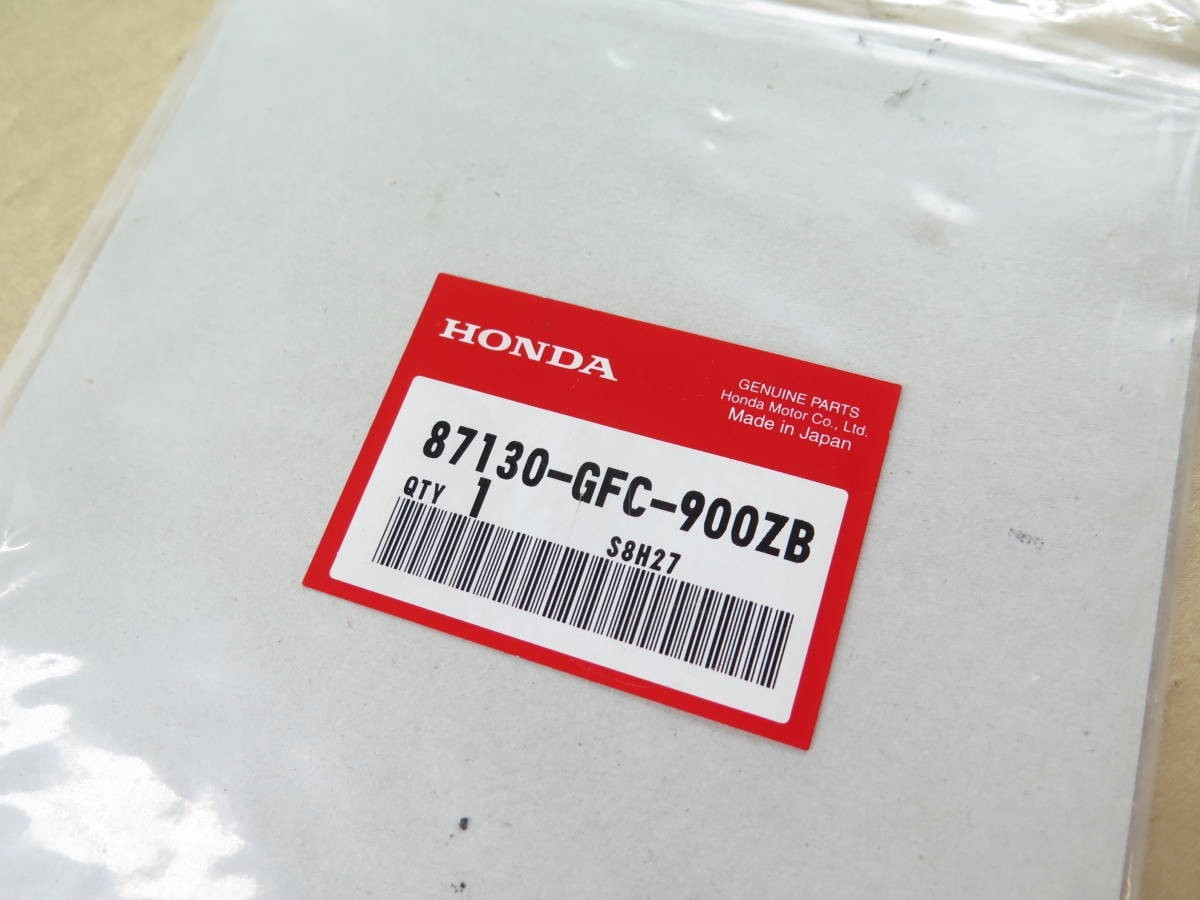 HONDA
GENUINE PARTS
Honda Motor Co., Ltd.
Made in Japan
87130-GFC-900ZB
QTY 1
S8H27